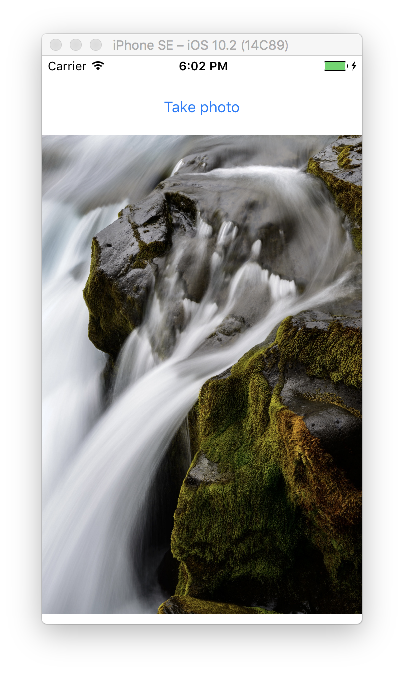 iPhone SE – iOS 10.2 (14C89)
Carrier 6:02 PM
Take photo